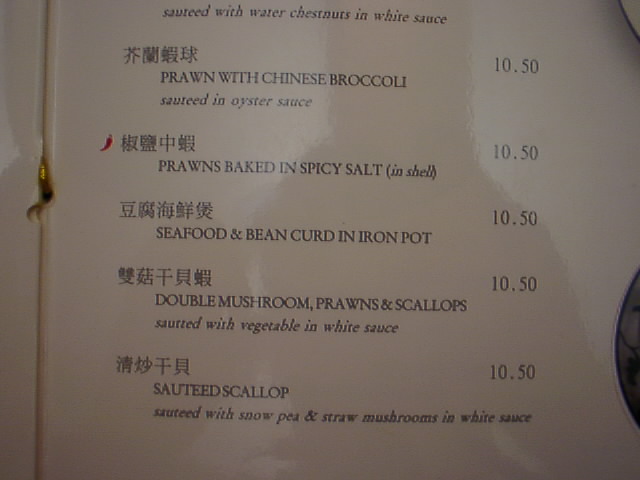 sauteed with water chestnuts in white sauce
芥蘭蝦球 10.50
PRAWN WITH CHINESE BROCCOLI
sauteed in oyster sauce
椒鹽中蝦 10.50
PRAWNS BAKED IN SPICY SALT (in shell)
豆腐海鮮煲 10.50
SEAFOOD & BEAN CURD IN IRON POT
雙菇干貝蝦 10.50
DOUBLE MUSHROOM, PRAWNS & SCALLOPS
sautted with vegetable in white sauce
清炒干貝 10.50
SAUTEED SCALLOP
sauteed with snow pea & straw mushrooms in white sauce